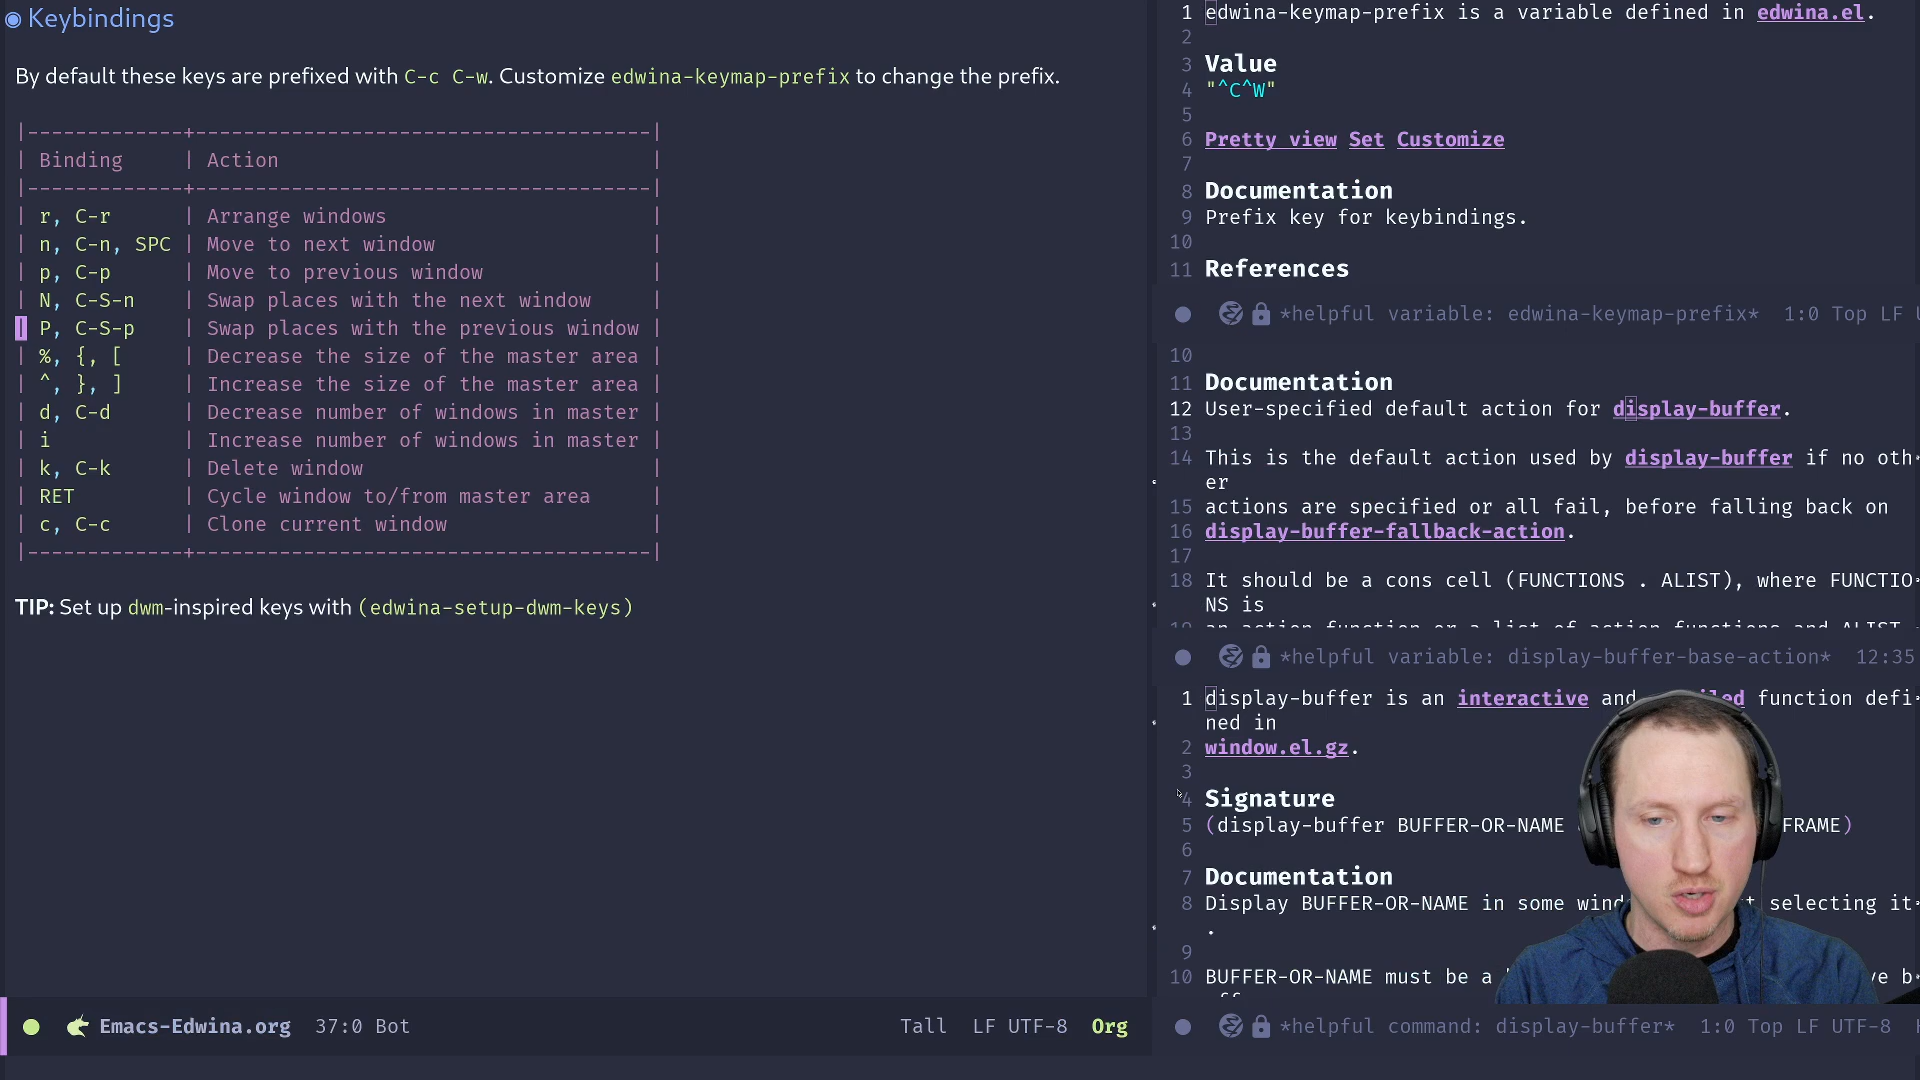 Keybindings
By default these keys are prefixed with C-c C-w. Customize edwina-keymap-prefix to change the prefix.
|-------------+--------------------------------------|
| Binding | Action |
|-------------+--------------------------------------|
| r, C-r | Arrange windows |
| n, C-n, SPC | Move to next window |
| p, C-p | Move to previous window |
| N, C-S-n | Swap places with the next window |
| P, C-S-p | Swap places with the previous window |
| %, {, [ | Decrease the size of the master area |
| ^, }, ] | Increase the size of the master area |
| d, C-d | Decrease number of windows in master |
| i | Increase number of windows in master |
| k, C-k | Delete window |
| RET | Cycle window to/from master area |
| c, C-c | Clone current window |
|-------------+--------------------------------------|
TIP: Set up dwm-inspired keys with (edwina-setup-dwm-keys)
Emacs-Edwina.org 37:0 Bot Tall LF UTF-8 Org
1 edwina-keymap-prefix is a variable defined in edwina.el.
2
3 Value
4 "^C^W"
5
6 Pretty view Set Customize
7
8 Documentation
9 Prefix key for keybindings.
10
11 References
*helpful variable: edwina-keymap-prefix* 1:0 Top LF
10
11 Documentation
12 User-specified default action for display-buffer.
13
14 This is the default action used by display-buffer if no oth
er
15 actions are specified or all fail, before falling back on
16 display-buffer-fallback-action.
17
18 It should be a cons cell (FUNCTIONS . ALIST), where FUNCTIO
NS is
19 an action function or a list of action functions and ALIST
*helpful variable: display-buffer-base-action* 12:35
1 display-buffer is an interactive and function defi
ned in
2 window.el.gz.
3
4 Signature
5 (display-buffer BUFFER-OR-NAME FRAME)
6
7 Documentation
8 Display BUFFER-OR-NAME in some selecting it
.
9
10 BUFFER-OR-NAME must be a
*helpful command: display-buffer* 1:0 Top LF UTF-8